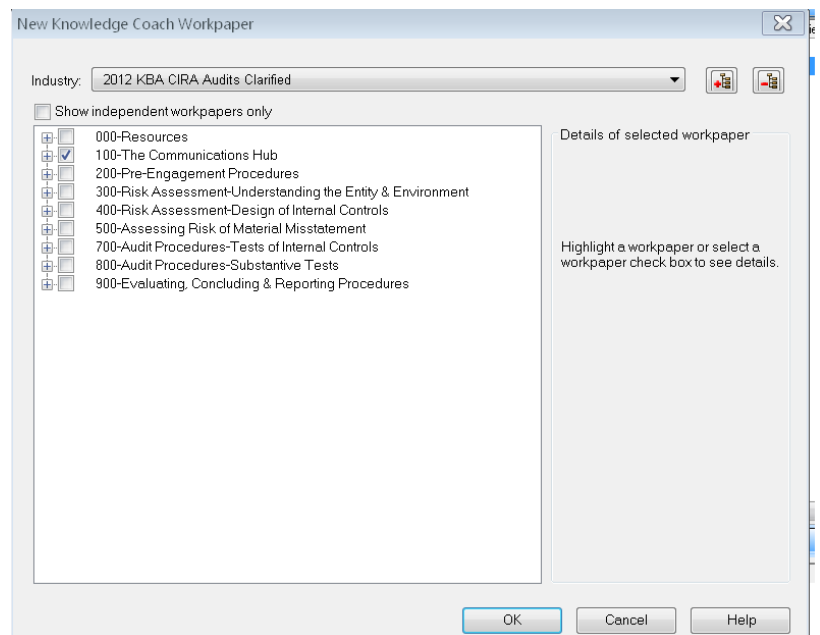 New Knowledge Coach Workpaper
Industry: 2012 KBA CIRA Audits Clarified
Show independent workpapers only
000-Resources
100-The Communications Hub
200-Pre-Engagement Procedures
300-Risk Assessment-Understanding the Entity & Environment
400-Risk Assessment-Design of Internal Controls
500-Assessing Risk of Material Misstatement
700-Audit Procedures-Tests of Internal Controls
800-Audit Procedures-Substantive Tests
900-Evaluating, Concluding & Reporting Procedures
Details of selected workpaper
Highlight a workpaper or select a
workpaper check box to see details.
OK Cancel Help